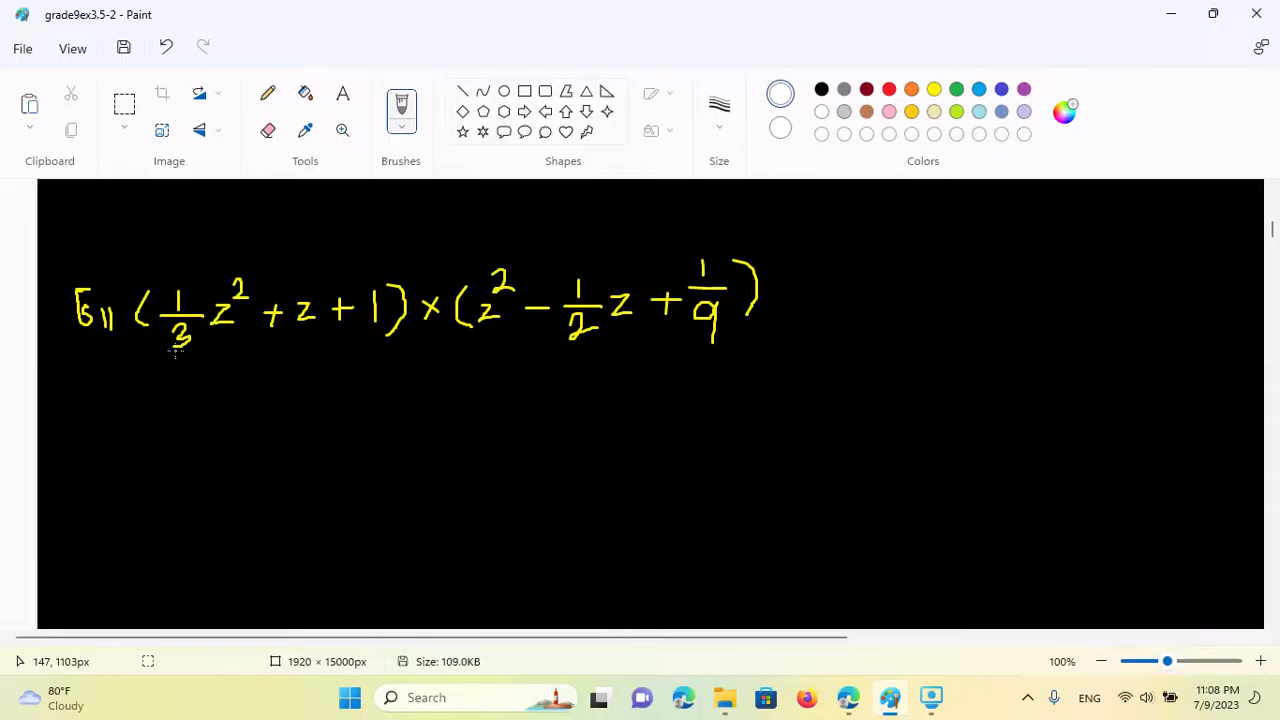 grade9ex3.5-2 - Paint
File View
Clipboard Image Tools Brushes Shapes Size Colors
(1/3 z² + z + 1) × (z² - 1/2 z + 1/9)
147, 1103px 1920 × 15000px Size: 109.0KB 100%
80°F
Cloudy
Search
ENG
11:08 PM
7/9/2023